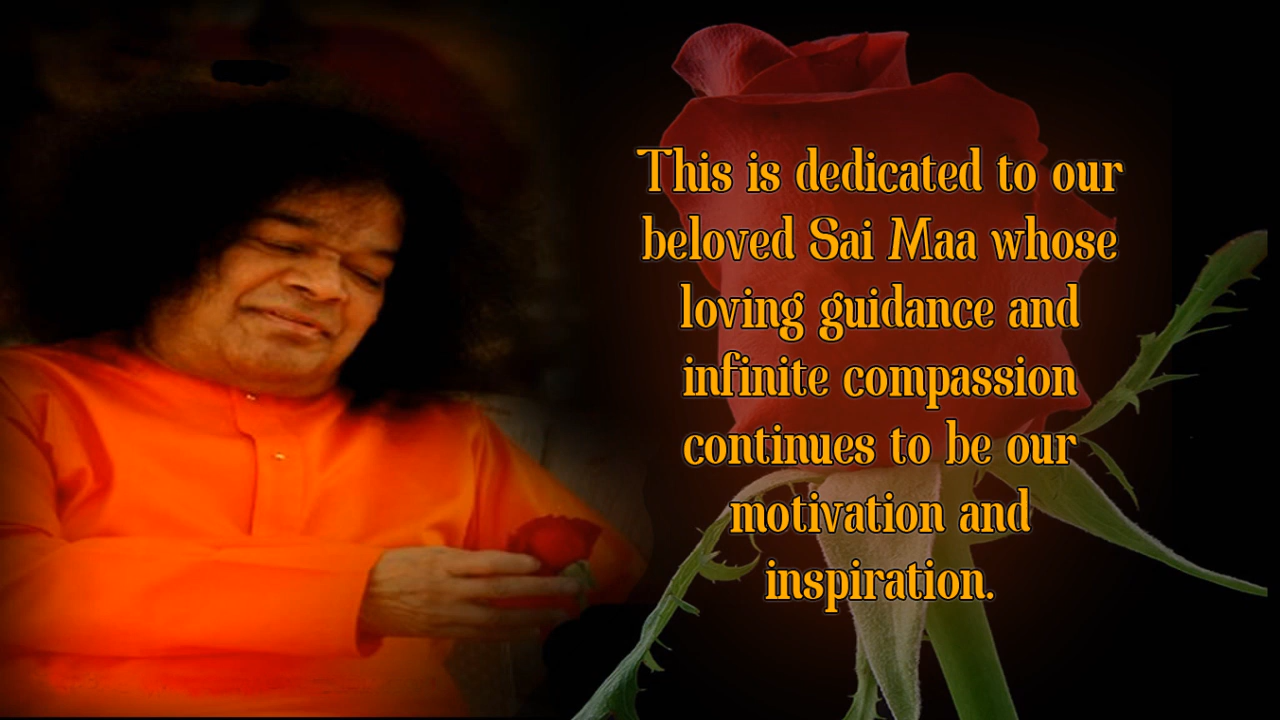 This is dedicated to our
beloved Sai Maa whose
loving guidance and
infinite compassion
continues to be our
motivation and
inspiration.